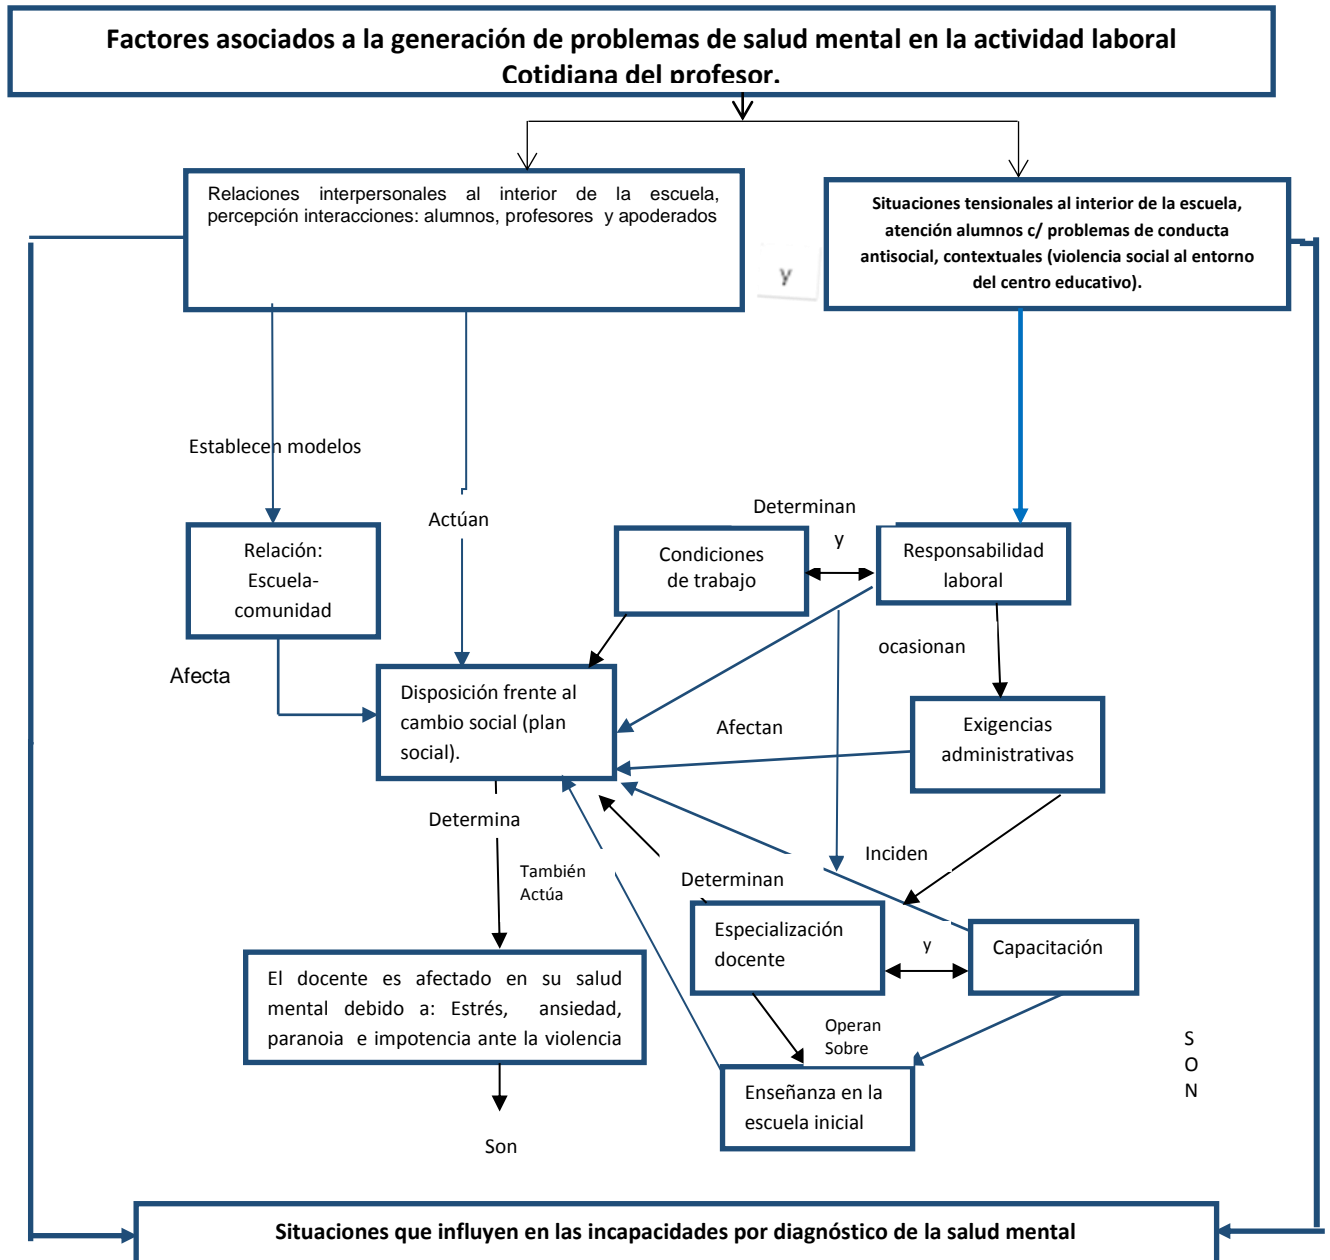 Factores asociados a la generación de problemas de salud mental en la actividad laboral
Cotidiana del profesor.
Relaciones interpersonales al interior de la escuela,
percepción interacciones: alumnos, profesores y apoderados
y
Situaciones tensionales al interior de la escuela,
atención alumnos c/ problemas de conducta
antisocial, contextuales (violencia social al entorno
del centro educativo).
Establecen modelos
Actúan
Determinan
y
Relación:
Escuela-
comunidad
Condiciones
de trabajo
Responsabilidad
laboral
ocasionan
Afecta
Disposición frente al
cambio social (plan
social).
Afectan
Exigencias
administrativas
Determina
También
Actúa
Determinan
Inciden
Especialización
docente
y
Capacitación
El docente es afectado en su salud
mental debido a: Estrés, ansiedad,
paranoia e impotencia ante la violencia
Operan
Sobre
S
O
N
Enseñanza en la
escuela inicial
Son
Situaciones que influyen en las incapacidades por diagnóstico de la salud mental